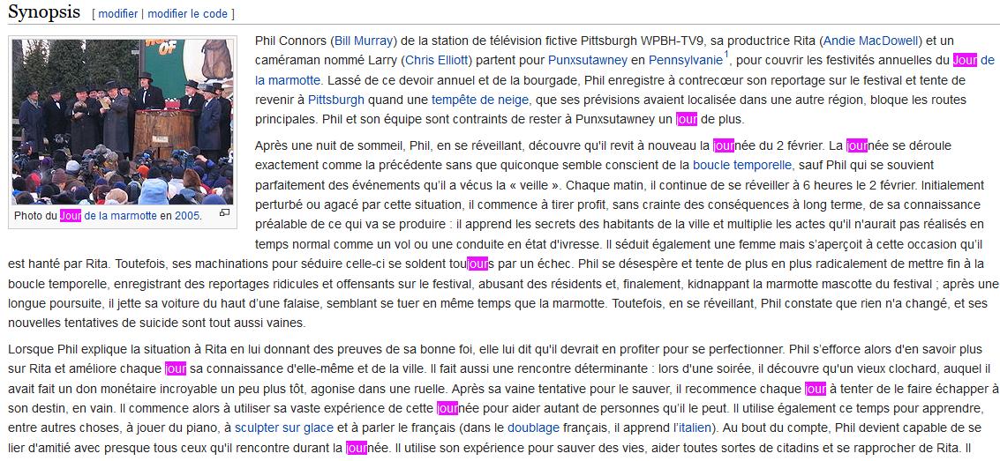 Synopsis [ modifier | modifier le code ]
Phil Connors (Bill Murray) de la station de télévision fictive Pittsburgh WPBH-TV9, sa productrice Rita (Andie MacDowell) et un
caméraman nommé Larry (Chris Elliott) partent pour Punxsutawney en Pennsylvanie1, pour couvrir les festivités annuelles du Jour de
la marmotte. Lassé de ce devoir annuel et de la bourgade, Phil enregistre à contrecœur son reportage sur le festival et tente de
revenir à Pittsburgh quand une tempête de neige, que ses prévisions avaient localisée dans une autre région, bloque les routes
principales. Phil et son équipe sont contraints de rester à Punxsutawney un jour de plus.
Photo du Jour de la marmotte en 2005.
Après une nuit de sommeil, Phil, en se réveillant, découvre qu'il revit à nouveau la journée du 2 février. La journée se déroule
exactement comme la précédente sans que quiconque semble conscient de la boucle temporelle, sauf Phil qui se souvient
parfaitement des événements qu’il a vécus la « veille ». Chaque matin, il continue de se réveiller à 6 heures le 2 février. Initialement
perturbé ou agacé par cette situation, il commence à tirer profit, sans crainte des conséquences à long terme, de sa connaissance
préalable de ce qui va se produire : il apprend les secrets des habitants de la ville et multiplie les actes qu'il n'aurait pas réalisés en
temps normal comme un vol ou une conduite en état d'ivresse. Il séduit également une femme mais s’aperçoit à cette occasion qu’il
est hanté par Rita. Toutefois, ses machinations pour séduire celle-ci se soldent toujours par un échec. Phil se désespère et tente de plus en plus radicalement de mettre fin à la
boucle temporelle, enregistrant des reportages ridicules et offensants sur le festival, abusant des résidents et, finalement, kidnappant la marmotte mascotte du festival ; après une
longue poursuite, il jette sa voiture du haut d’une falaise, semblant se tuer en même temps que la marmotte. Toutefois, en se réveillant, Phil constate que rien n'a changé, et ses
nouvelles tentatives de suicide sont tout aussi vaines.
Lorsque Phil explique la situation à Rita en lui donnant des preuves de sa bonne foi, elle lui dit qu'il devrait en profiter pour se perfectionner. Phil s’efforce alors d'en savoir plus
sur Rita et améliore chaque jour sa connaissance d'elle-même et de la ville. Il fait aussi une rencontre déterminante : lors d'une soirée, il découvre qu'un vieux clochard, auquel il
avait fait un don monétaire incroyable un peu plus tôt, agonise dans une ruelle. Après sa vaine tentative pour le sauver, il recommence chaque jour à tenter de le faire échapper à
son destin, en vain. Il commence alors à utiliser sa vaste expérience de cette journée pour aider autant de personnes qu’il le peut. Il utilise également ce temps pour apprendre,
entre autres choses, à jouer du piano, à sculpter sur glace et à parler le français (dans le doublage français, il apprend l’italien). Au bout du compte, Phil devient capable de se
lier d'amitié avec presque tous ceux qu'il rencontre durant la journée. Il utilise son expérience pour sauver des vies, aider toutes sortes de citadins et se rapprocher de Rita. Il